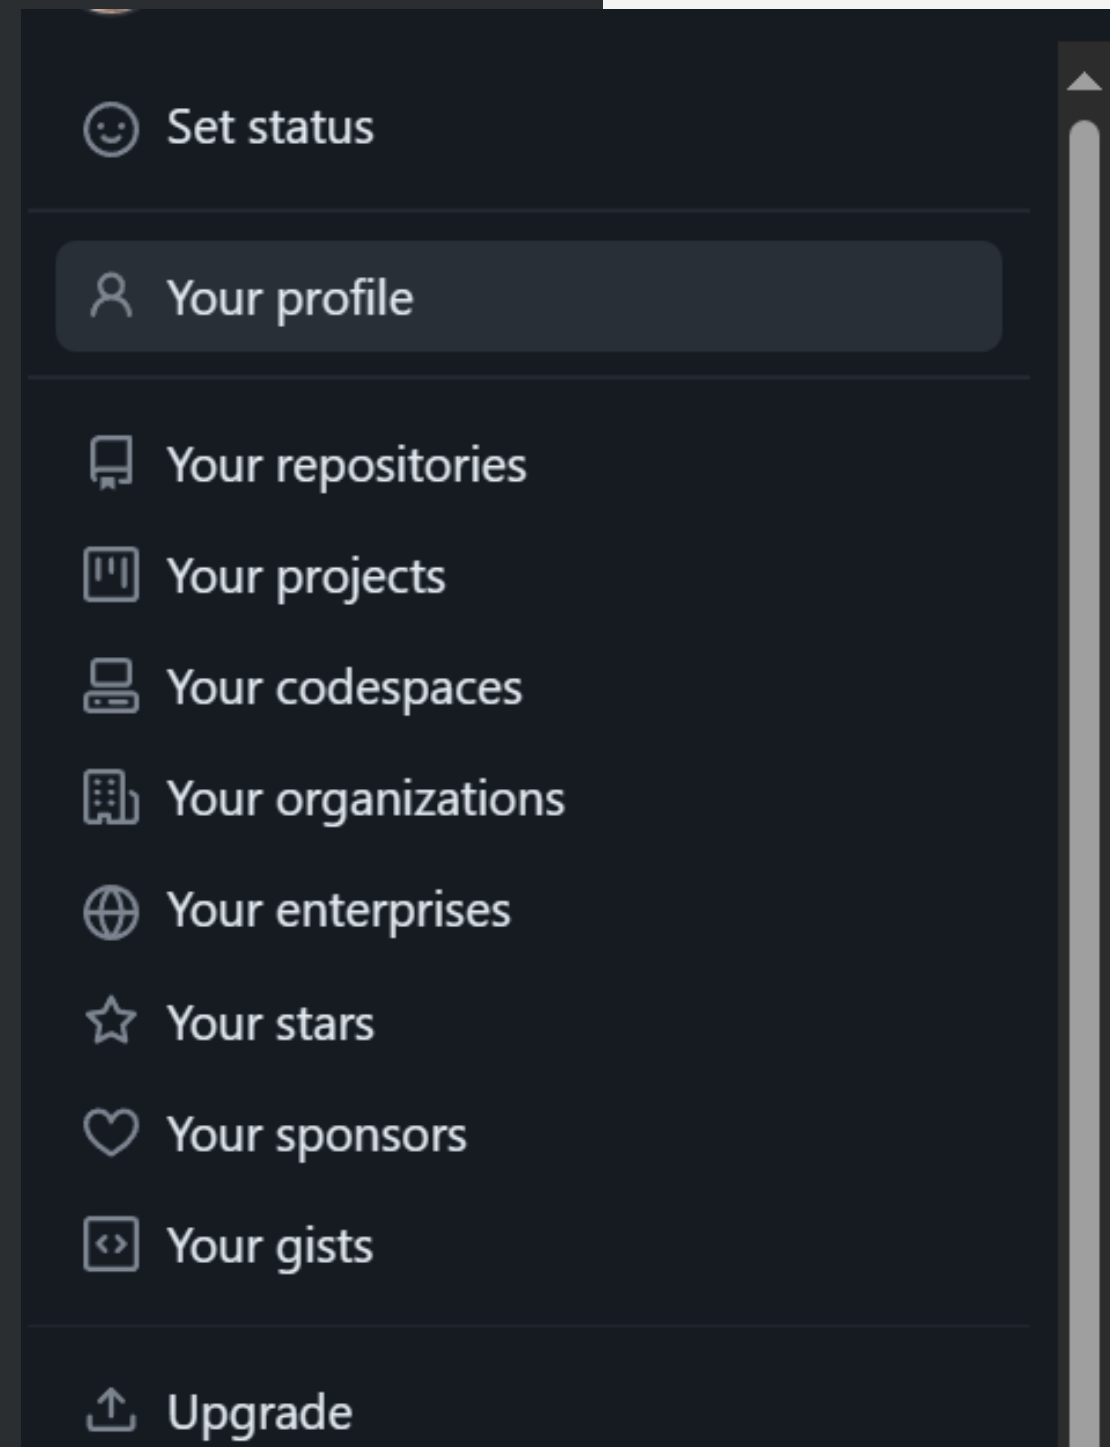 Set status
Your profile
Your repositories
Your projects
Your codespaces
Your organizations
Your enterprises
Your stars
Your sponsors
Your gists
Upgrade